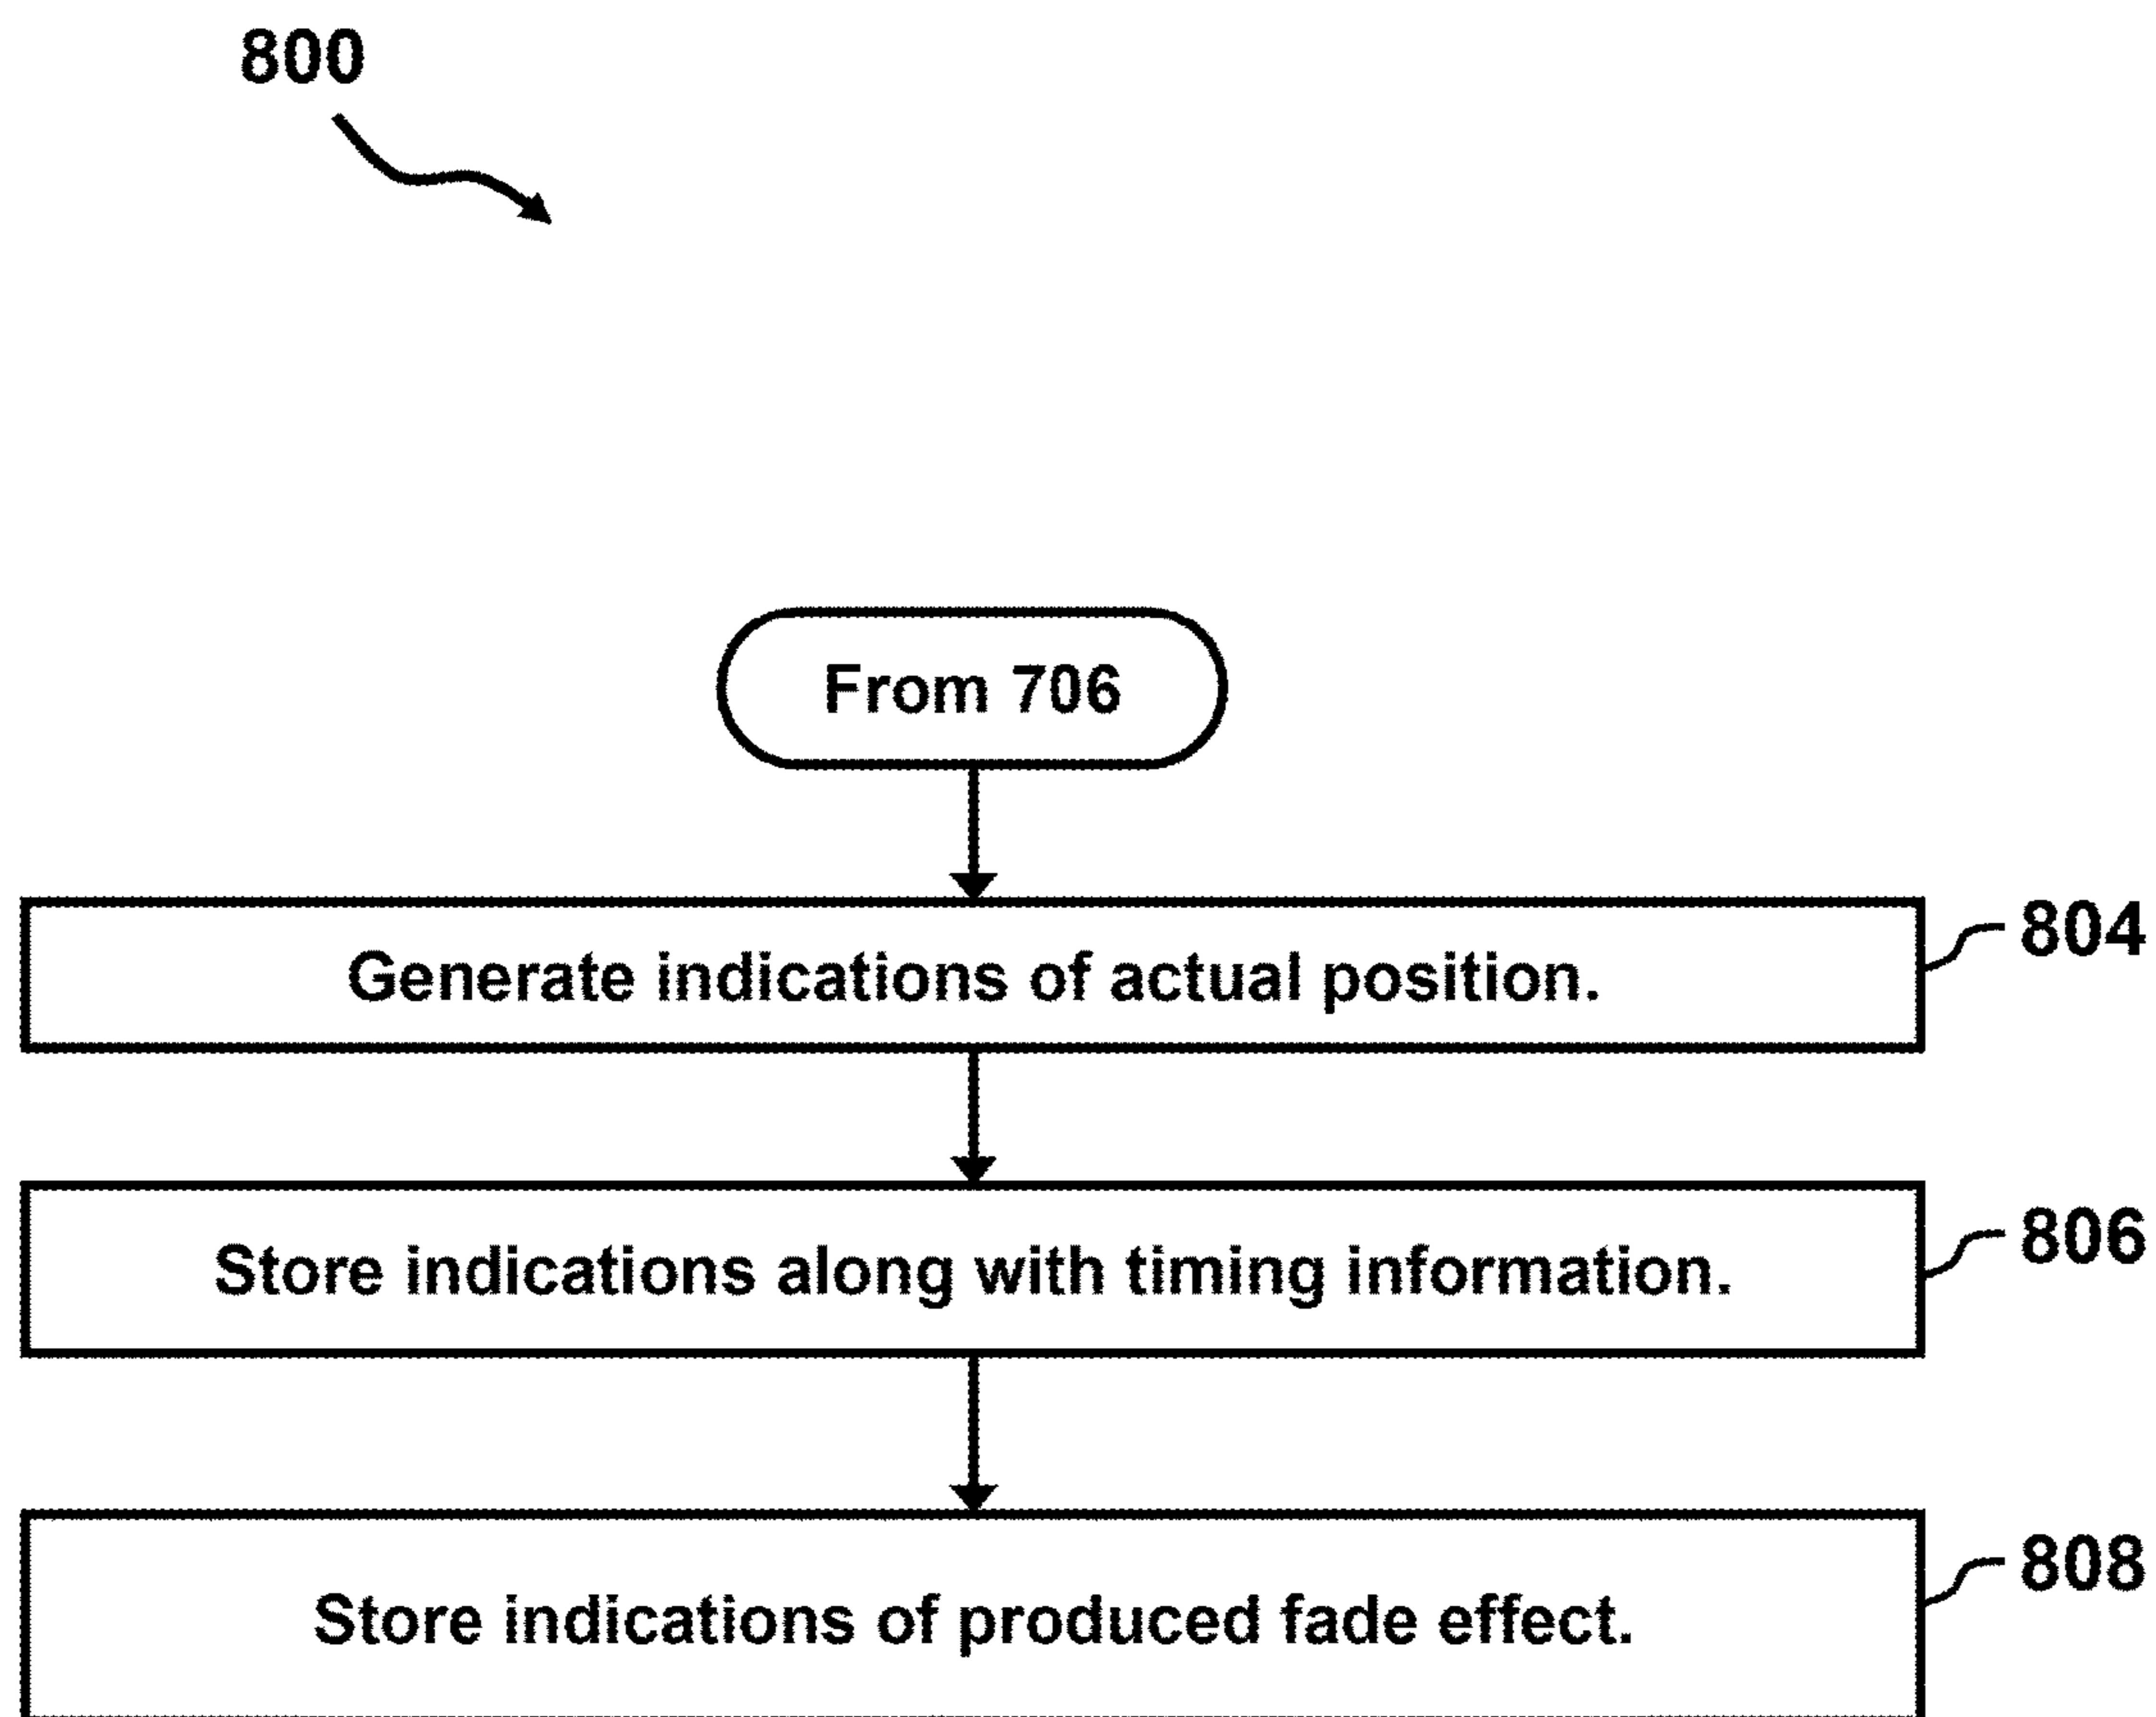 800
From 706
Generate indications of actual position.
804
Store indications along with timing information.
806
Store indications of produced fade effect.
808